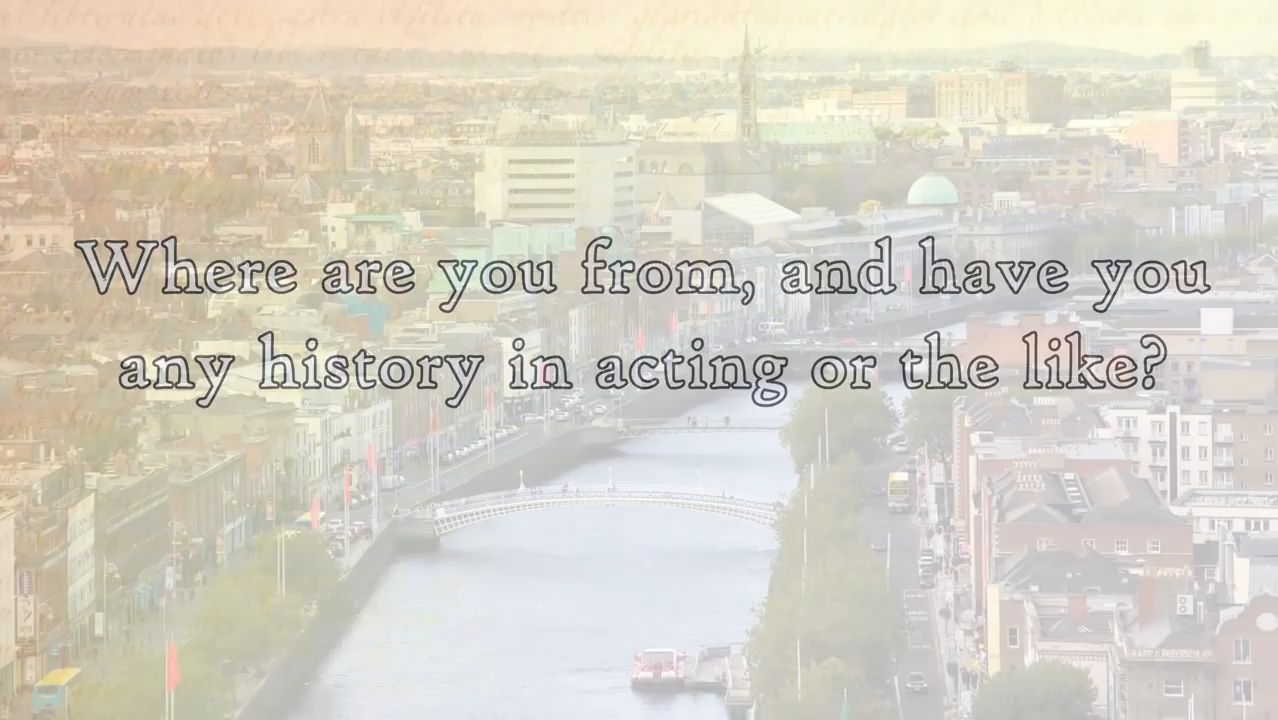 Where are you from, and have you
any history in acting or the like?